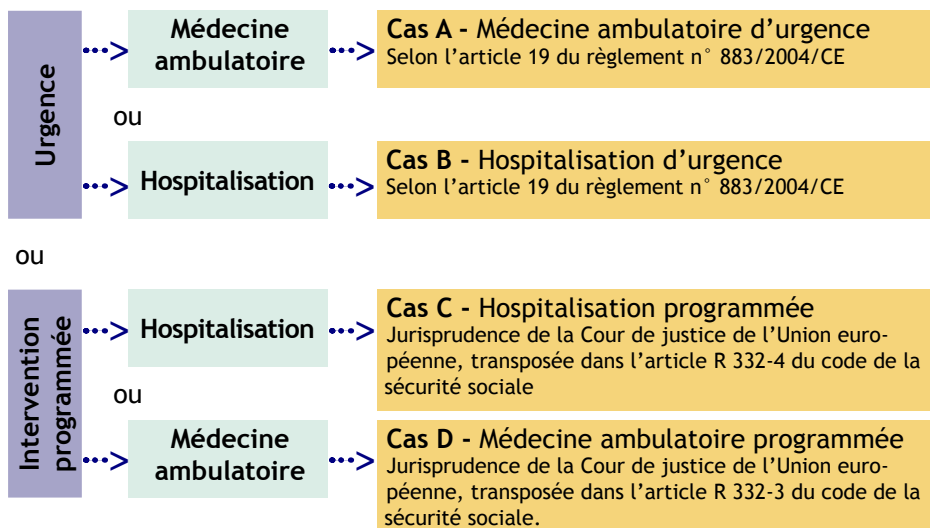 Urgence
Médecine
ambulatoire
Cas A - Médecine ambulatoire d’urgence
Selon l’article 19 du règlement n° 883/2004/CE
ou
Hospitalisation
Cas B - Hospitalisation d’urgence
Selon l’article 19 du règlement n° 883/2004/CE
ou
Intervention
programmée
Hospitalisation
Cas C - Hospitalisation programmée
Jurisprudence de la Cour de justice de l’Union euro-
péenne, transposée dans l’article R 332-4 du code de la
sécurité sociale
ou
Médecine
ambulatoire
Cas D - Médecine ambulatoire programmée
Jurisprudence de la Cour de justice de l’Union euro-
péenne, transposée dans l’article R 332-3 du code de la
sécurité sociale.